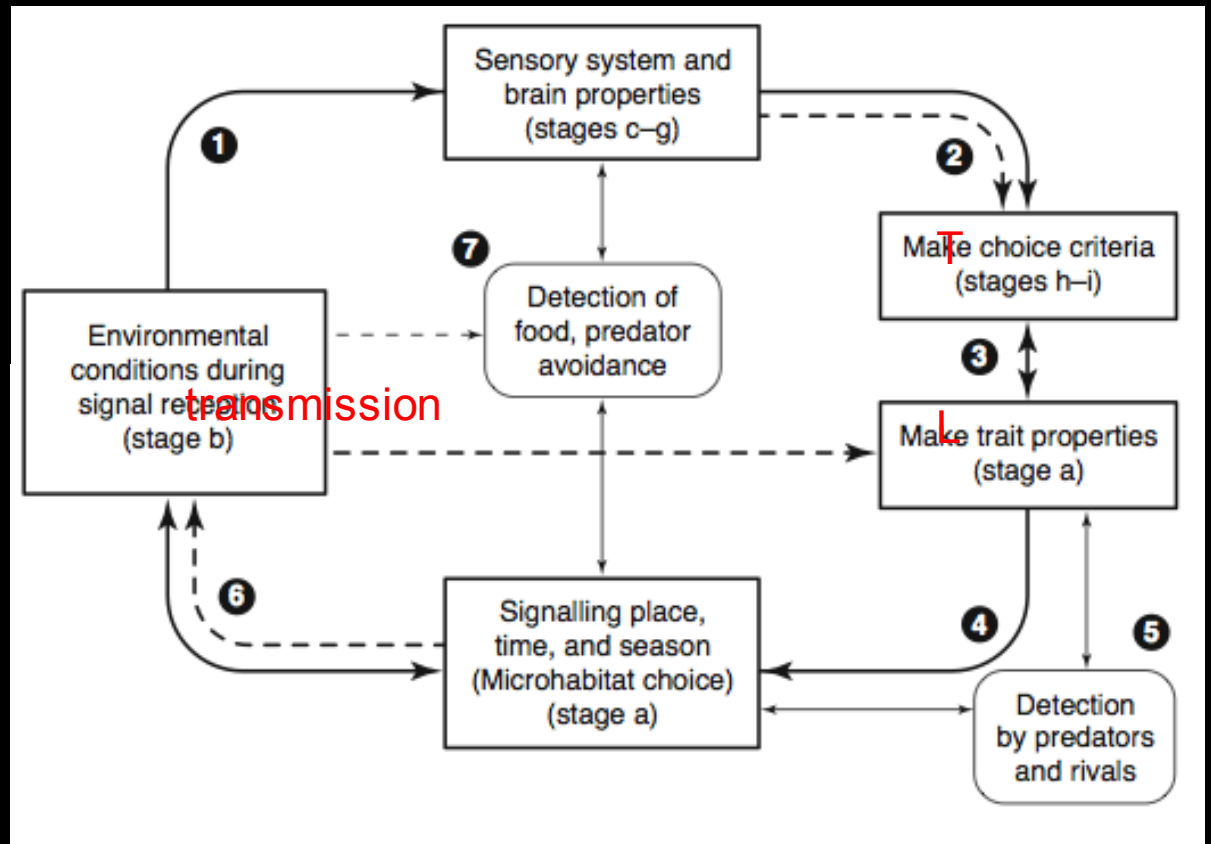 Sensory system and
brain properties
(stages c–g)
1
2
Make choice criteria
(stages h–i)
T
7
Detection of
food, predator
avoidance
Environmental
conditions during
signal reception
(stage b)
transmission
3
Make trait properties
(stage a)
L
6
Signalling place,
time, and season
(Microhabitat choice)
(stage a)
4
5
Detection
by predators
and rivals